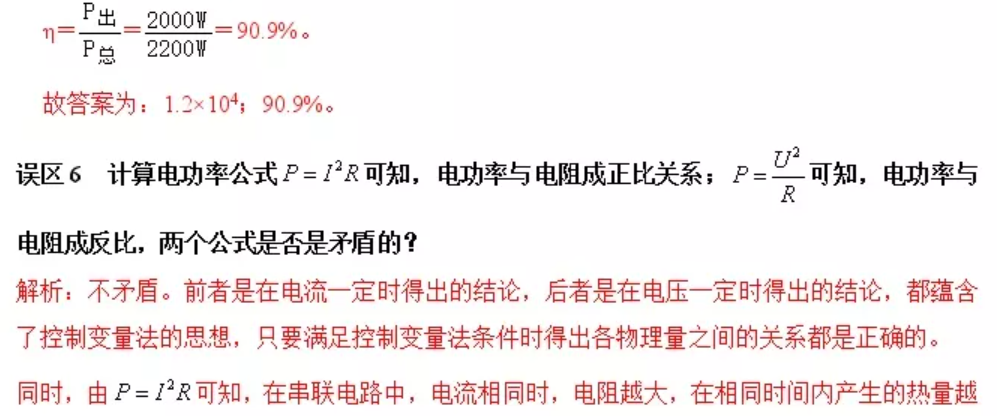 η＝P出/P总＝2000W/2200W＝90.9%。
故答案为：1.2×10⁴；90.9%。
误区 6　计算电功率公式 P = I²R 可知，电功率与电阻成正比关系；P = U²/R 可知，电功率与
电阻成反比，两个公式是否是矛盾的？
解析：不矛盾。前者是在电流一定时得出的结论，后者是在电压一定时得出的结论，都蕴含
了控制变量法的思想，只要满足控制变量法条件时得出各物理量之间的关系都是正确的。
同时，由 P = I²R 可知，在串联电路中，电流相同时，电阻越大，在相同时间内产生的热量越